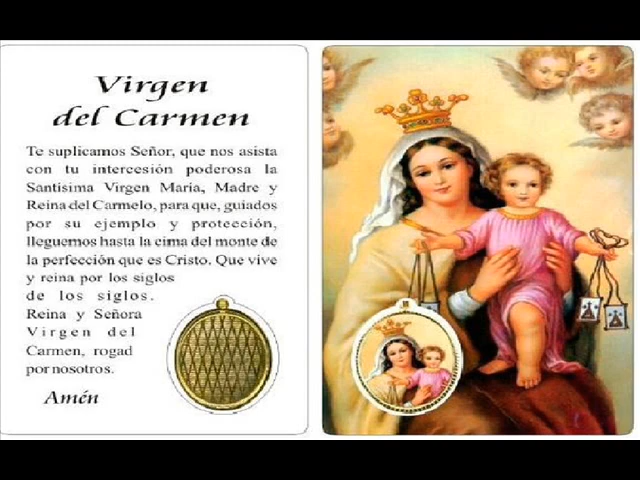 Virgen
del Carmen
Te suplicamos Señor, que nos asista
con tu intercesión poderosa la
Santísima Virgen María, Madre y
Reina del Carmelo, para que, guiados
por su ejemplo y protección,
lleguemos hasta la cima del monte de
la perfección que es Cristo. Que vive
y reina por los siglos
de los siglos.
Reina y Señora
Virgen del
Carmen, rogad
por nosotros.
Amén